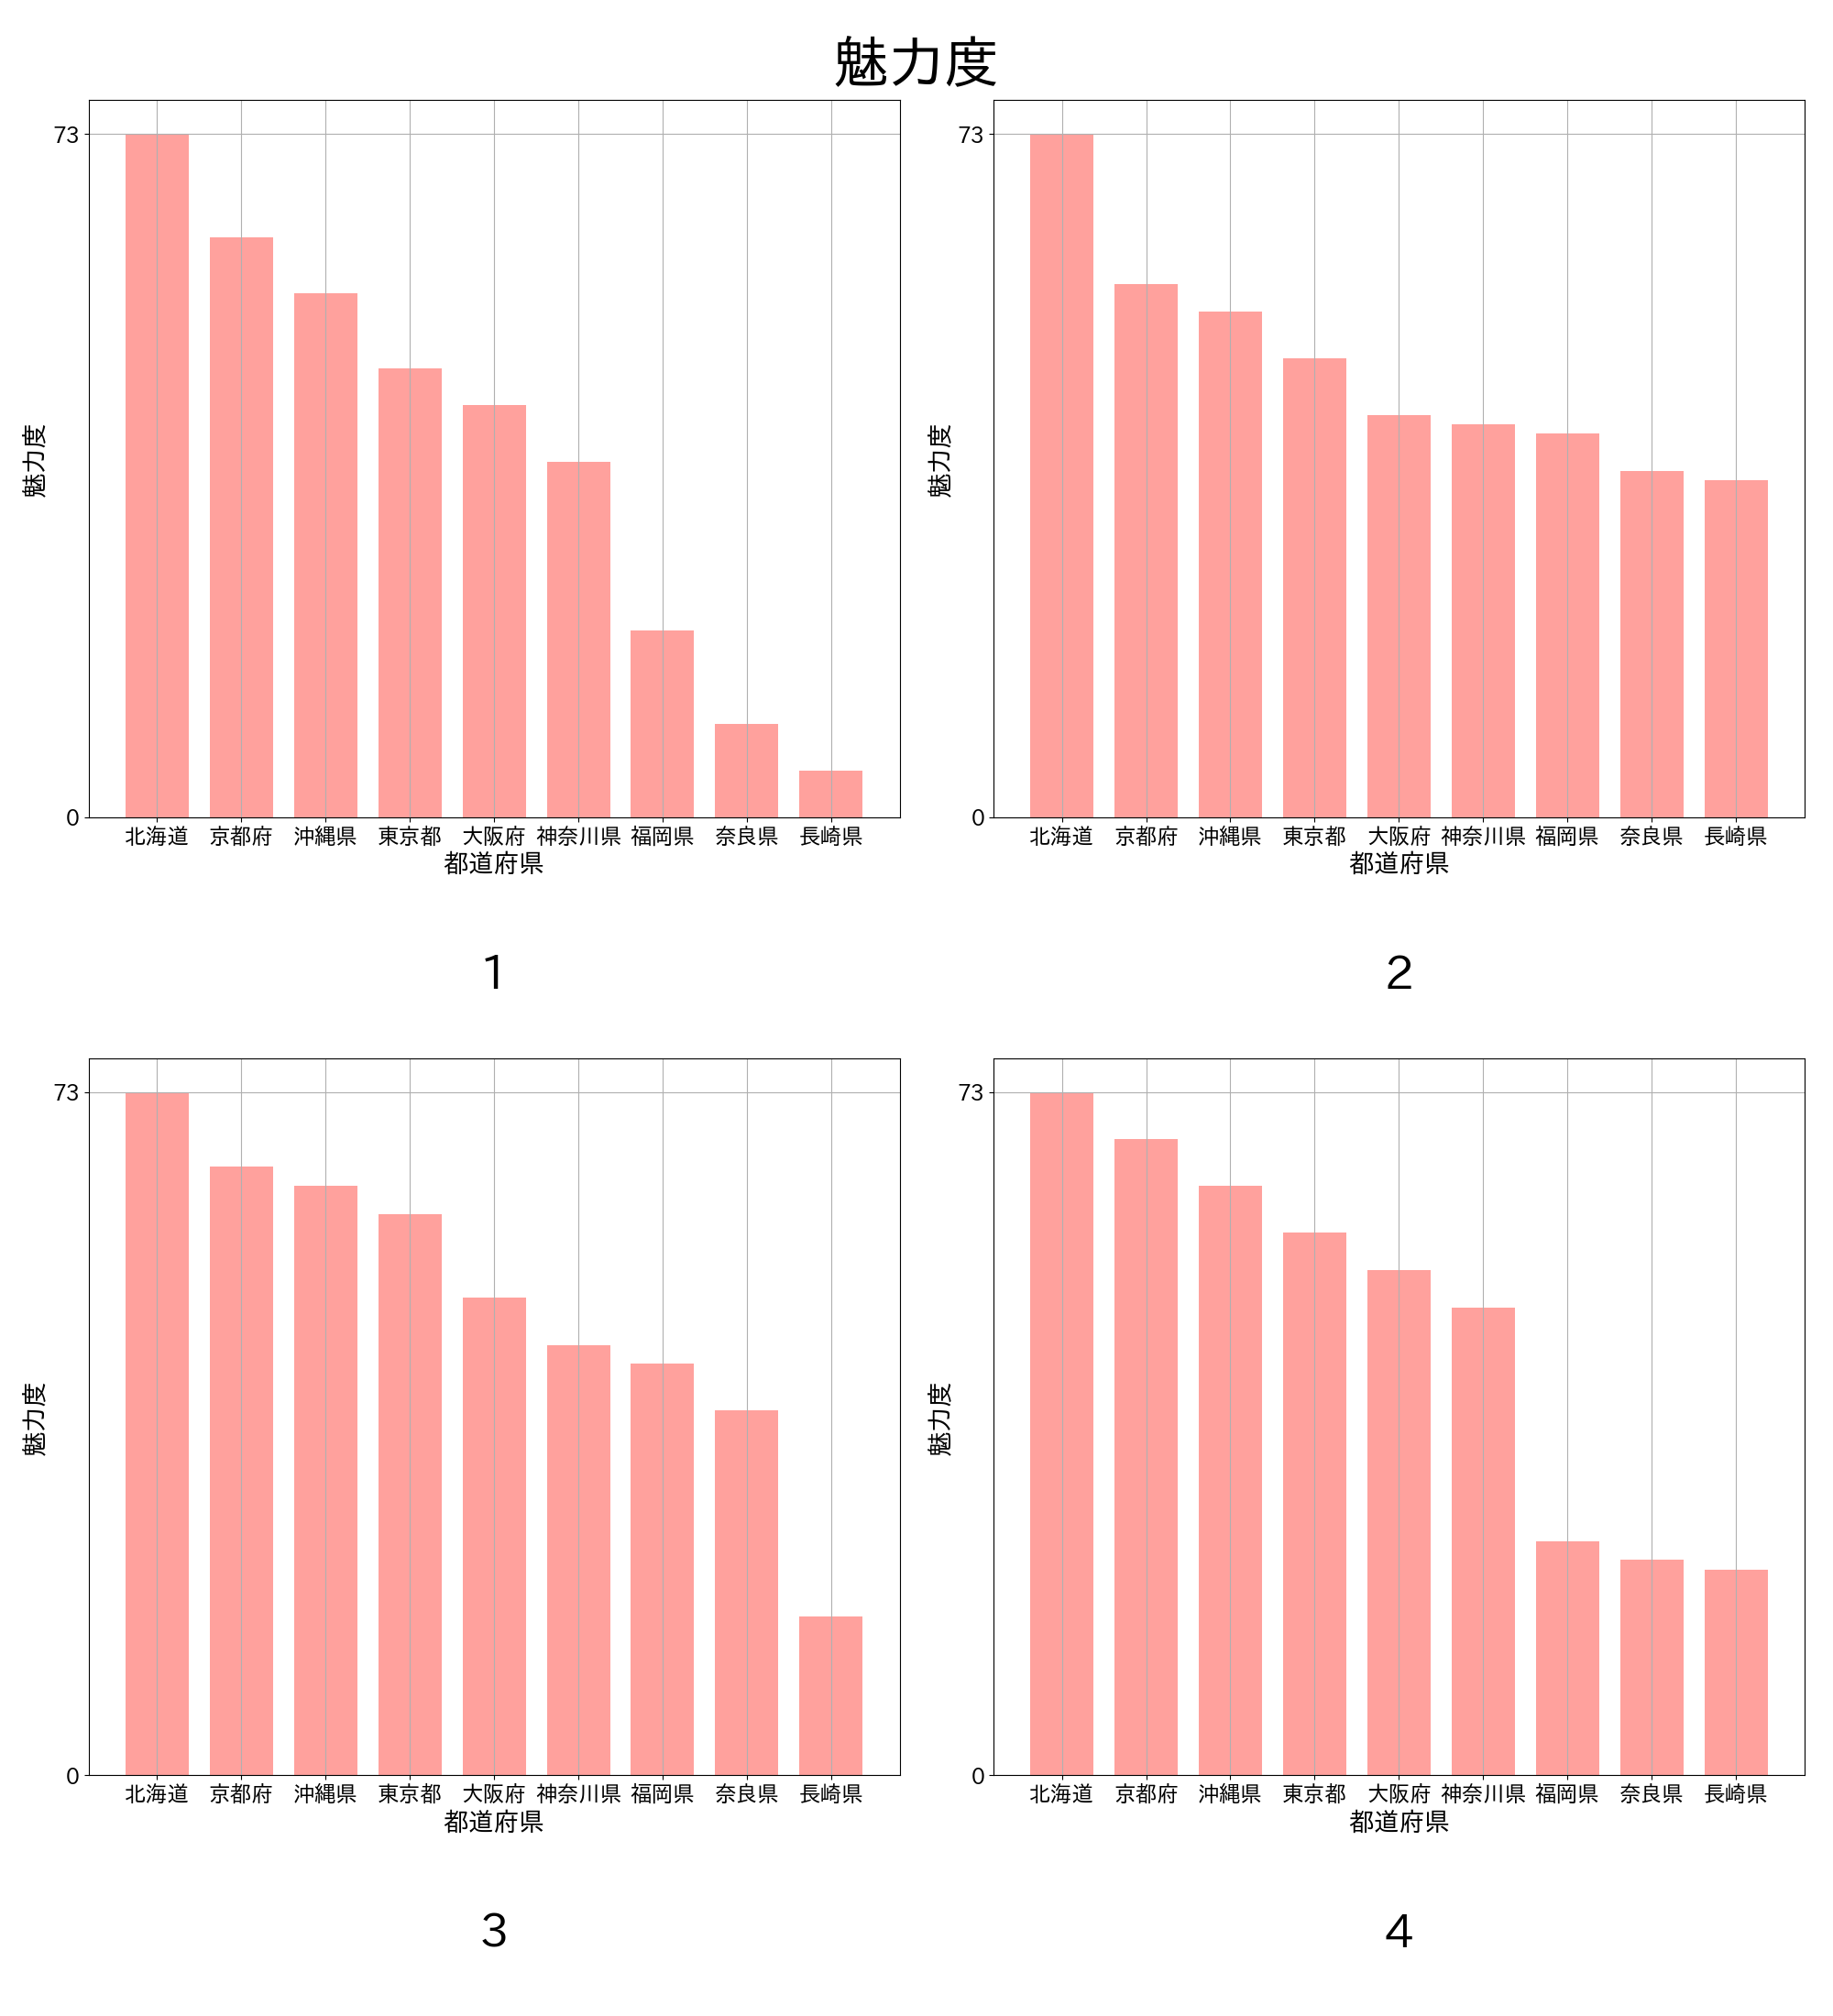 魅力度
73
73
魅力度
魅力度
0
0
北海道 京都府 沖縄県 東京都 大阪府 神奈川県 福岡県 奈良県 長崎県
北海道 京都府 沖縄県 東京都 大阪府 神奈川県 福岡県 奈良県 長崎県
都道府県
都道府県
1
2
73
73
魅力度
魅力度
0
0
北海道 京都府 沖縄県 東京都 大阪府 神奈川県 福岡県 奈良県 長崎県
北海道 京都府 沖縄県 東京都 大阪府 神奈川県 福岡県 奈良県 長崎県
都道府県
都道府県
3
4